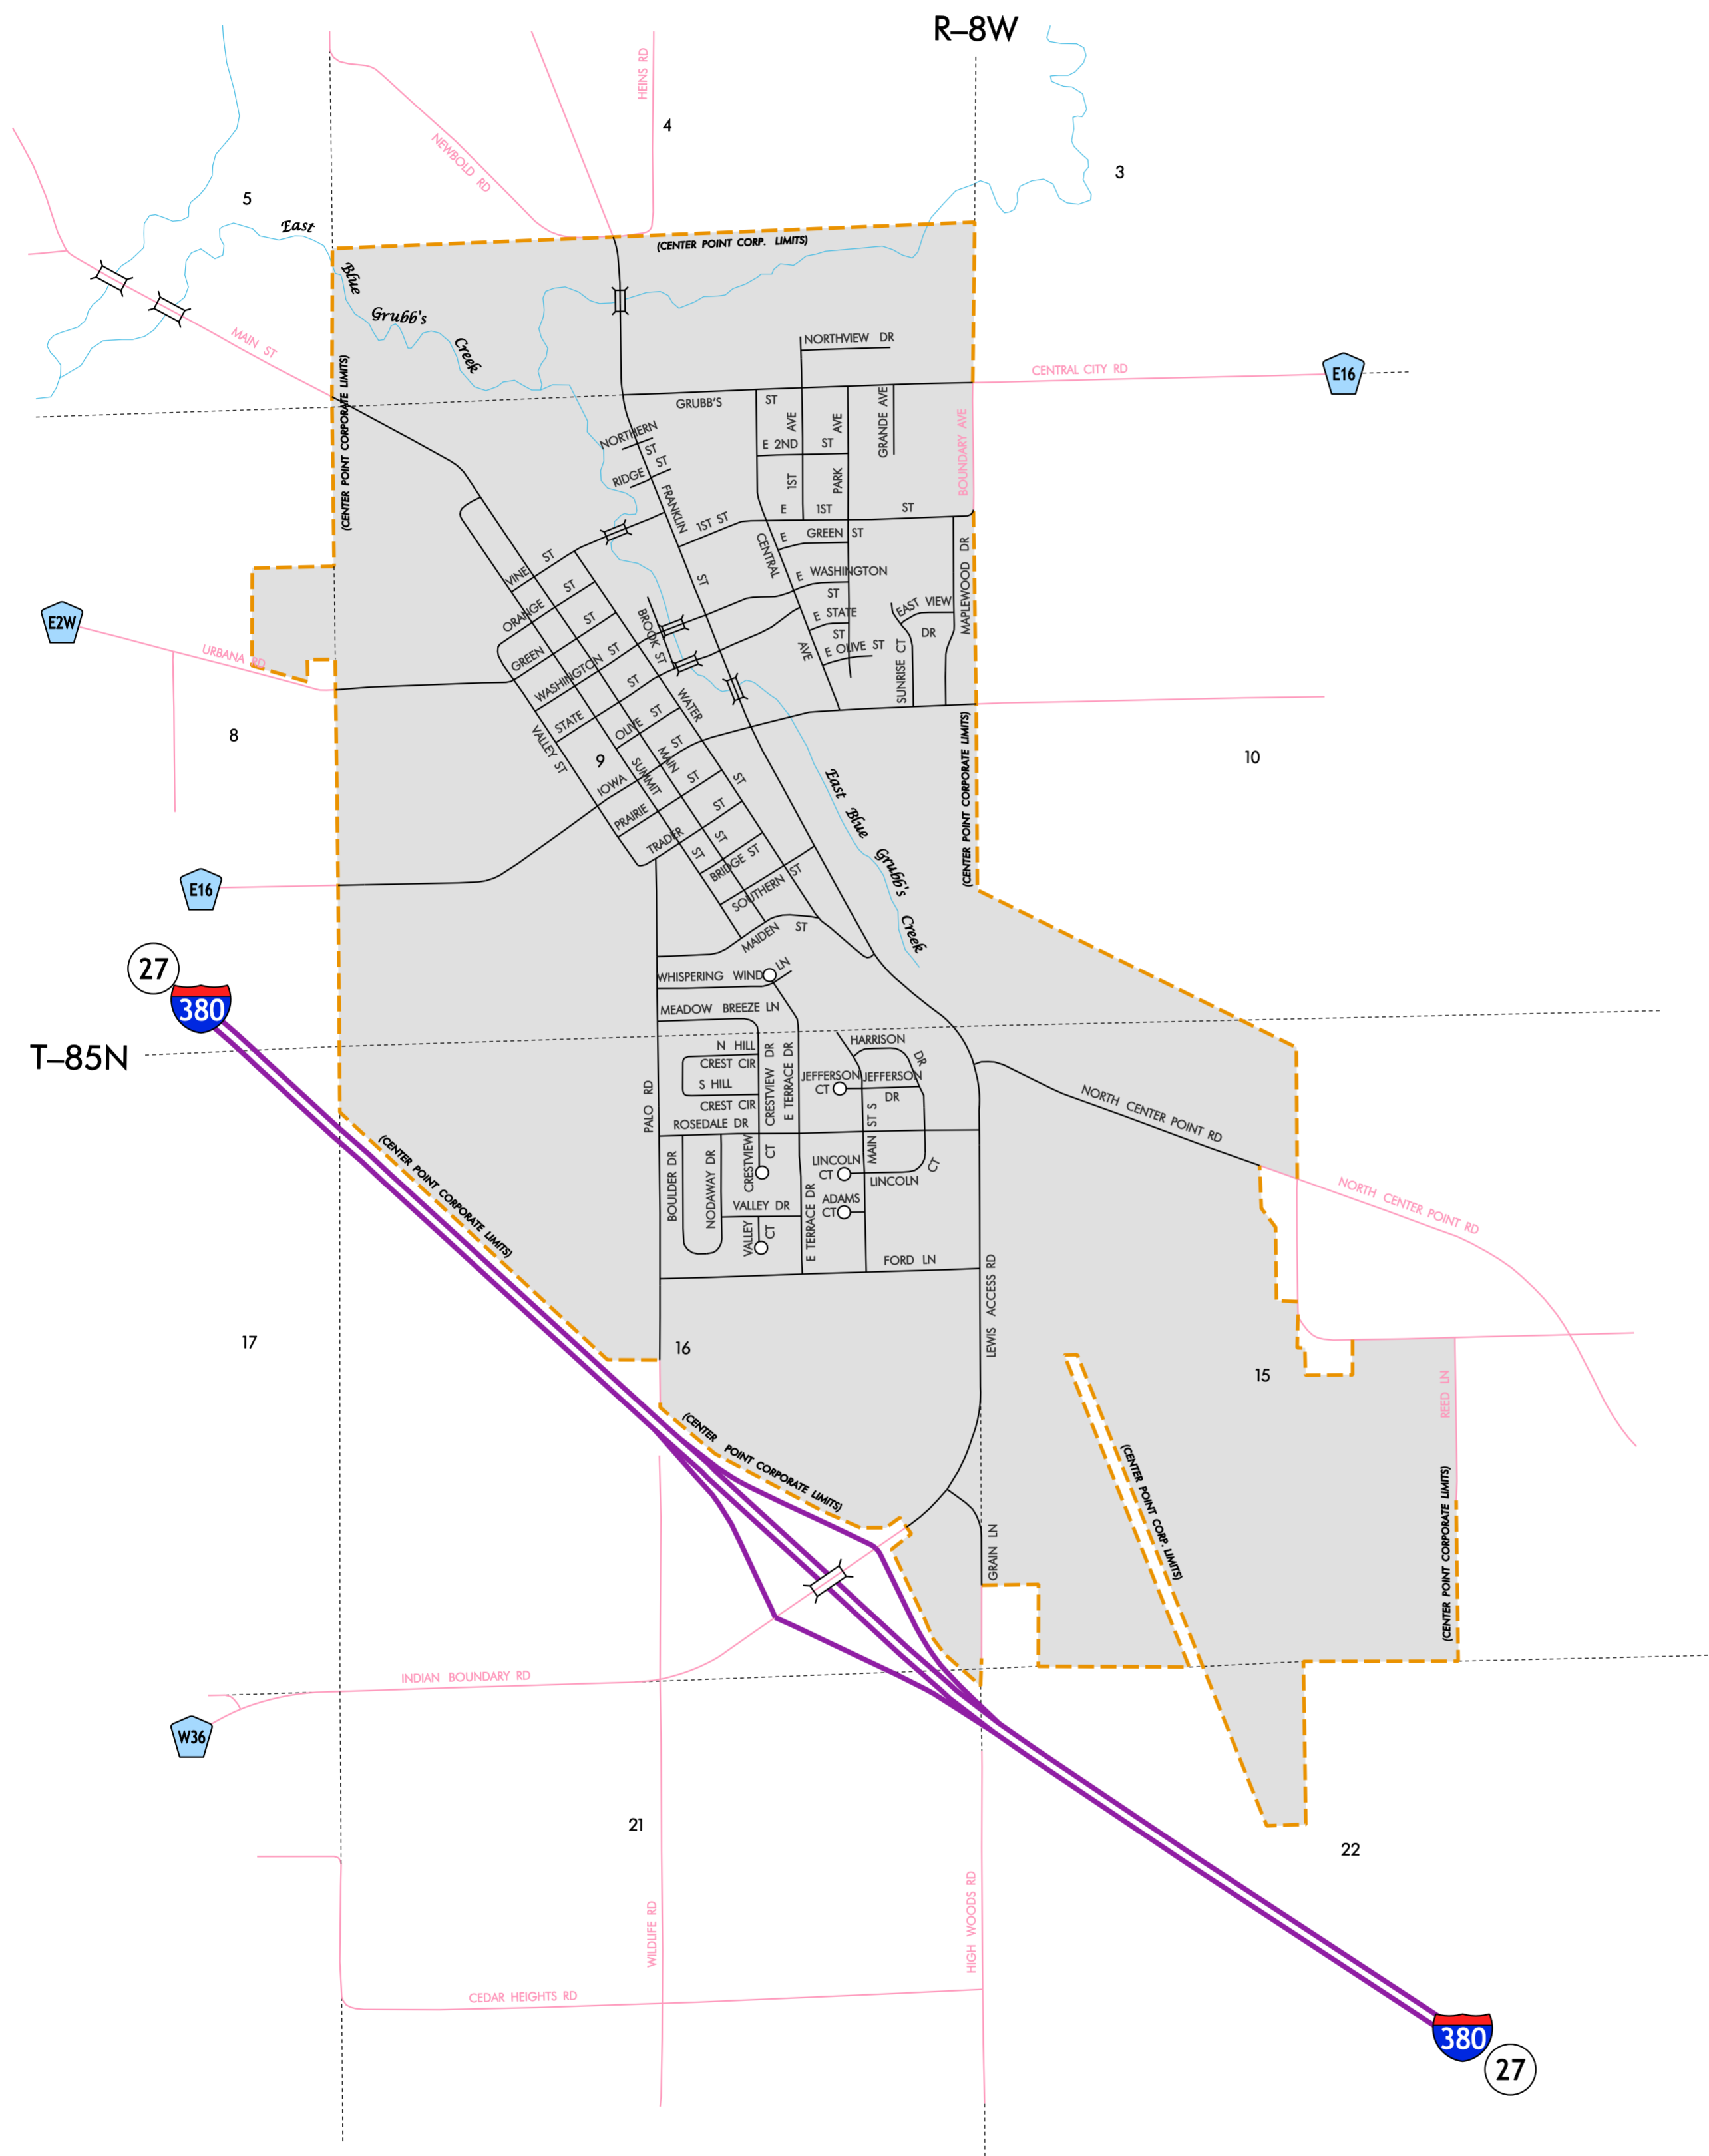 R–8W
HEINS RD
4
NEWBOLD RD
3
5
East
Blue
Grubb's
Creek
(CENTER POINT CORP. LIMITS)
MAIN ST
(CENTER POINT CORPORATE LIMITS)
NORTHVIEW DR
CENTRAL CITY RD
E16
GRUBB'S ST
1ST AVE
PARK AVE
GRANDE AVE
BOUNDARY AVE
NORTHERN ST
RIDGE ST
E 2ND ST
FRANKLIN ST
1ST ST
E 1ST ST
CENTRAL AVE
E GREEN ST
E WASHINGTON ST
E STATE ST
E OLIVE ST
EAST VIEW DR
SUNRISE CT
MAPLEWOOD DR
VINE ST
ORANGE ST
GREEN ST
WASHINGTON ST
STATE ST
OLIVE ST
BROOK ST
WATER ST
VALLEY ST
SUMMIT ST
MAIN ST
IOWA ST
PRAIRIE ST
TRADER ST
BRIDGE ST
SOUTHERN ST
MAIDEN ST
E2W
URBANA RD
8
9
10
(CENTER POINT CORPORATE LIMITS)
East
Blue
Grubb's
Creek
E16
27
380
T–85N
WHISPERING WIND LN
MEADOW BREEZE LN
N HILL CREST CIR
S HILL CREST CIR
CRESTVIEW DR
E TERRACE DR
HARRISON DR
JEFFERSON CT
JEFFERSON DR
MAIN ST S
PALO RD
ROSEDALE DR
NORTH CENTER POINT RD
NORTH CENTER POINT RD
BOULDER DR
NODAWAY DR
CRESTVIEW CT
LINCOLN CT
LINCOLN CT
ADAMS CT
VALLEY DR
VALLEY CT
E TERRACE DR
FORD LN
LEWIS ACCESS RD
(CENTER POINT CORPORATE LIMITS)
17
16
15
REED LN
(CENTER POINT CORPORATE LIMITS)
(CENTER POINT CORP. LIMITS)
(CENTER POINT CORPORATE LIMITS)
GRAIN LN
INDIAN BOUNDARY RD
W36
21
22
WILDLIFE RD
HIGH WOODS RD
CEDAR HEIGHTS RD
380
27